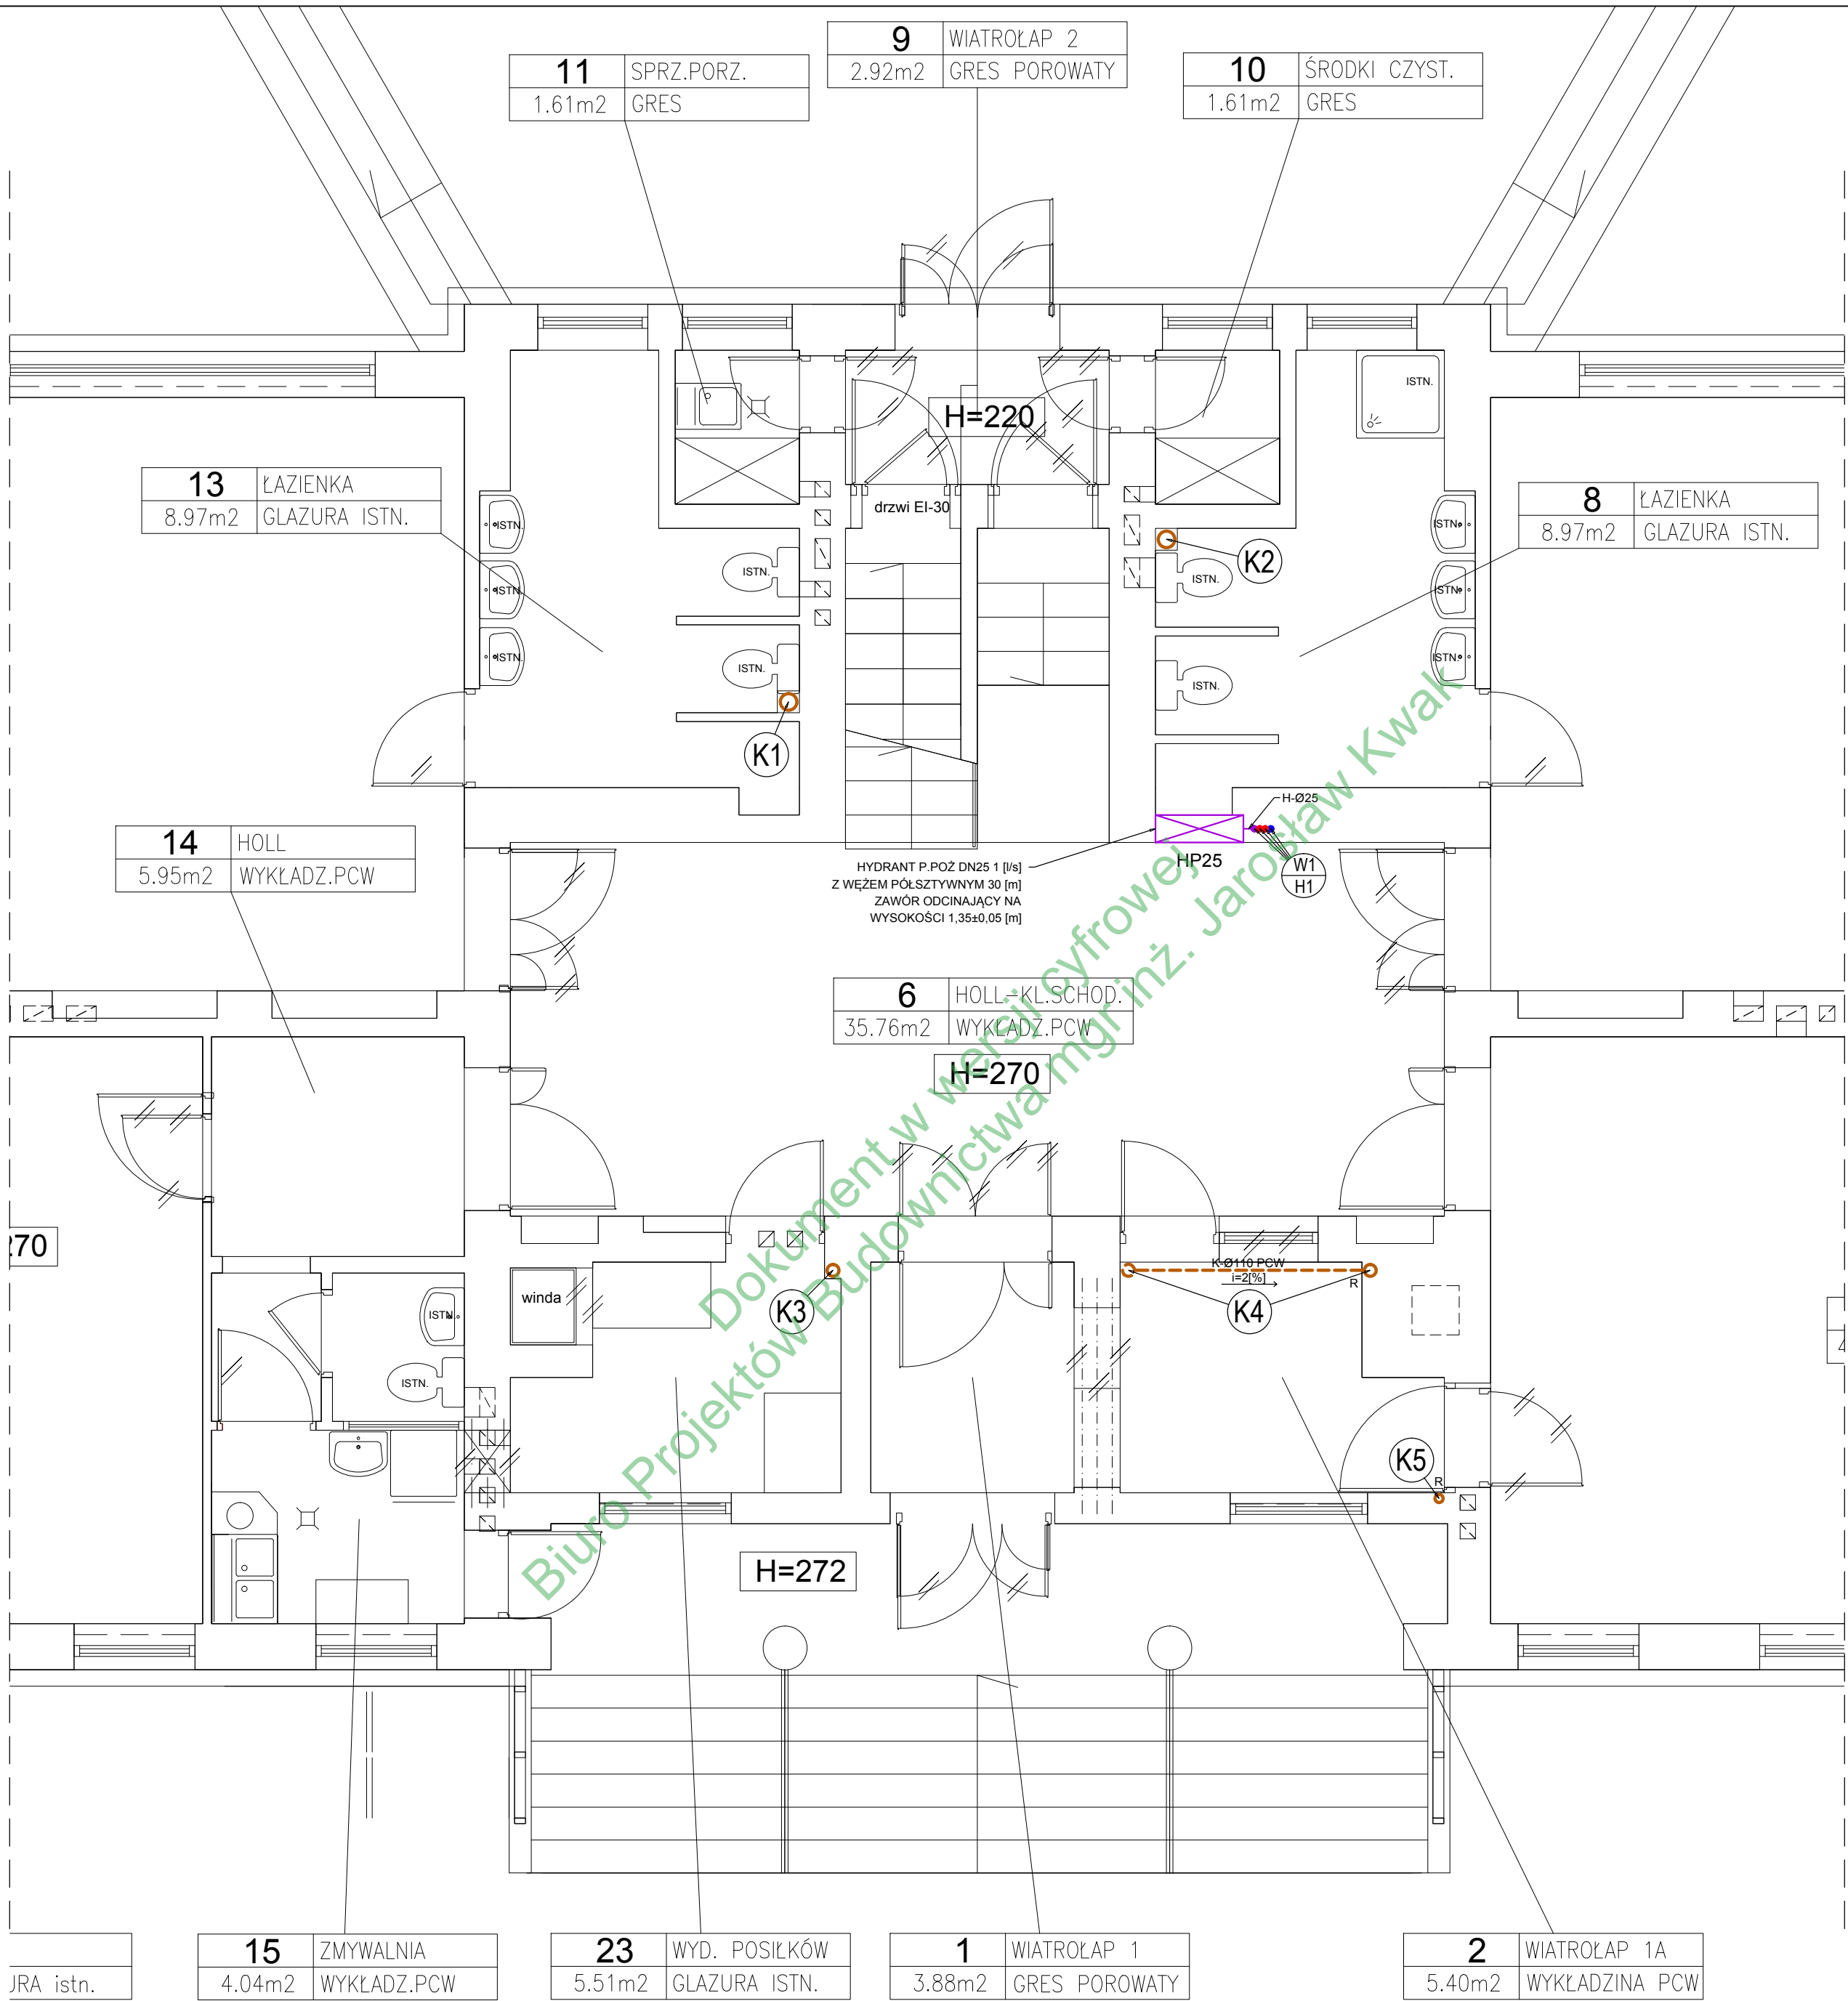 9 WIATROŁAP 2
2.92m2 GRES POROWATY
11 SPRZ.PORZ.
1.61m2 GRES
10 ŚRODKI CZYST.
1.61m2 GRES
ISTN.
H=220
13 ŁAZIENKA
8.97m2 GLAZURA ISTN.
8 ŁAZIENKA
8.97m2 GLAZURA ISTN.
drzwi EI-30
ISTN.
ISTN.
ISTN.
ISTN.
ISTN.
K2
ISTN.
ISTN.
ISTN.
ISTN.
ISTN.
ISTN.
K1
H-Ø25
HP25
W1
H1
14 HOLL
5.95m2 WYKŁADZ.PCW
HYDRANT P.POŻ DN25 1 [l/s]
Z WĘŻEM PÓŁSZTYWNYM 30 [m]
ZAWÓR ODCINAJĄCY NA
WYSOKOŚCI 1,35±0,05 [m]
6 HOLL-KL.SCHOD.
35.76m2 WYKŁADZ.PCW
H=270
Dokument w wersji cyfrowej
Biuro Projektów Budownictwa mgr inż. Jarosław Kwak
270
winda
K3
K-Ø110 PCW
i=2[%]
R
K4
ISTN.
ISTN.
K5
R
4
H=272
URA istn.
15 ZMYWALNIA
4.04m2 WYKŁADZ.PCW
23 WYD. POSIŁKÓW
5.51m2 GLAZURA ISTN.
1 WIATROŁAP 1
3.88m2 GRES POROWATY
2 WIATROŁAP 1A
5.40m2 WYKŁADZINA PCW